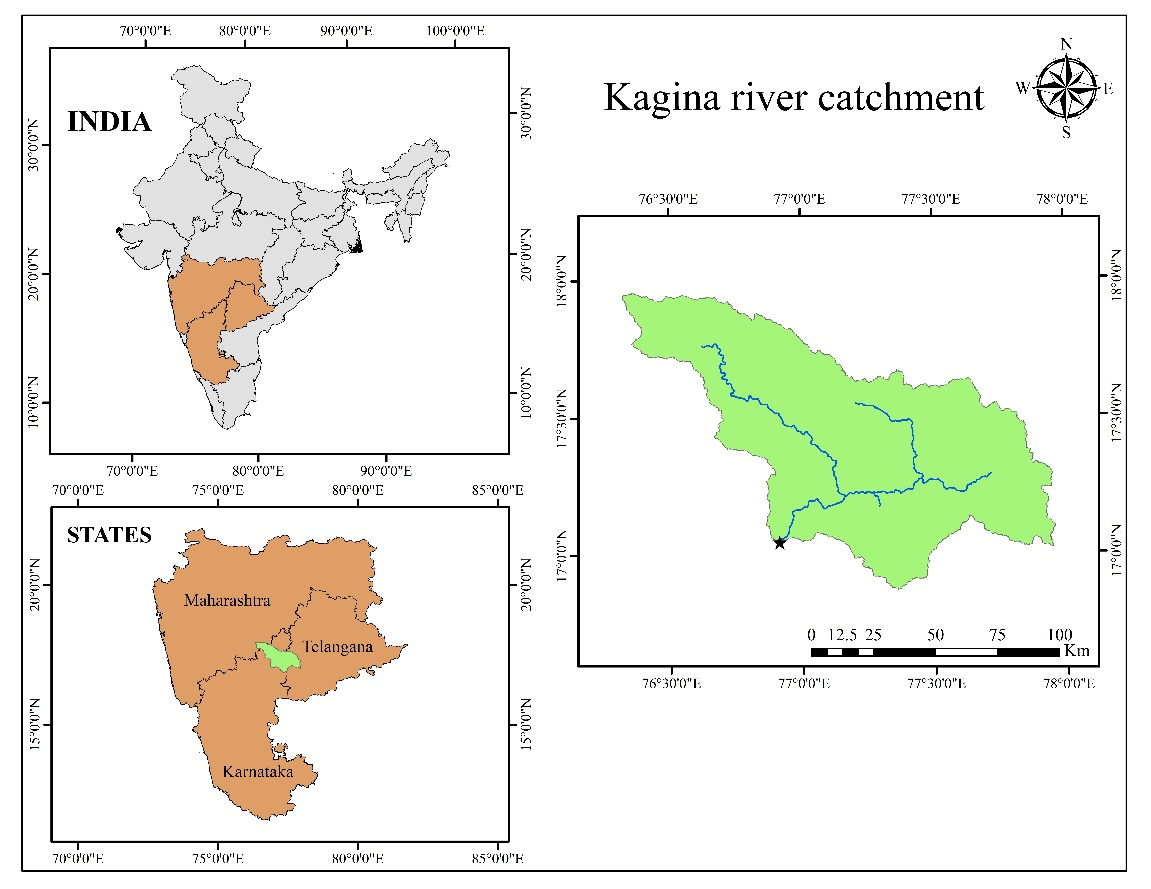 70°0'0"E 80°0'0"E 90°0'0"E 100°0'0"E
INDIA
30°0'0"N
20°0'0"N
10°0'0"N
30°0'0"N
20°0'0"N
10°0'0"N
70°0'0"E 80°0'0"E 90°0'0"E
Kagina river catchment
N
W E
S
76°30'0"E 77°0'0"E 77°30'0"E 78°0'0"E
18°0'0"N
17°30'0"N
17°0'0"N
18°0'0"N
17°30'0"N
17°0'0"N
0 12.5 25 50 75 100
Km
76°30'0"E 77°0'0"E 77°30'0"E 78°0'0"E
70°0'0"E 75°0'0"E 80°0'0"E 85°0'0"E
STATES
20°0'0"N
15°0'0"N
20°0'0"N
15°0'0"N
Maharashtra
Telangana
Karnataka
70°0'0"E 75°0'0"E 80°0'0"E 85°0'0"E